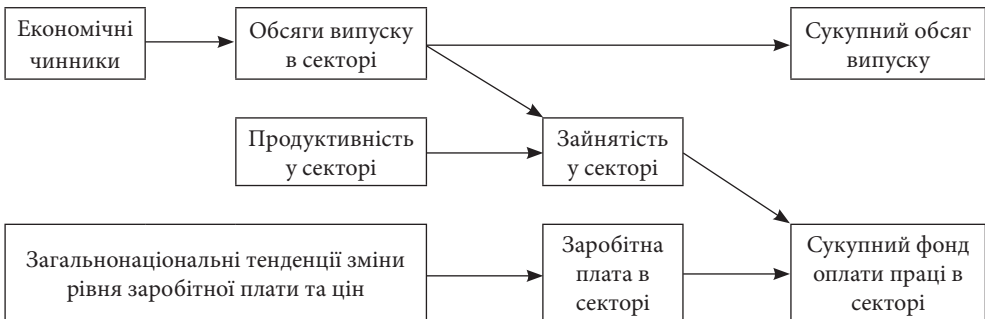 Економічні
чинники
Обсяги випуску
в секторі
Сукупний обсяг
випуску
Продуктивність
у секторі
Зайнятість
у секторі
Загальнонаціональні тенденції зміни
рівня заробітної плати та цін
Заробітна
плата в
секторі
Сукупний фонд
оплати праці в
секторі